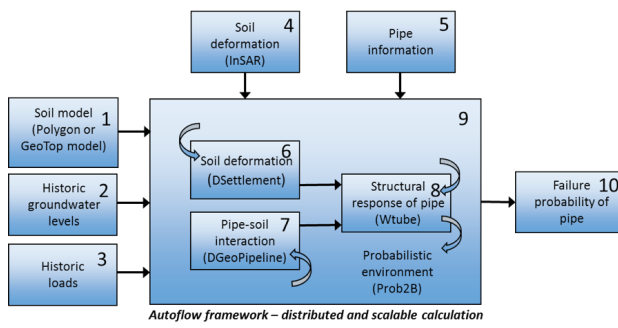 Soil
deformation
(InSAR)
4
Pipe
information
5
Soil model
(Polygon or
GeoTop model)
1
Historic
groundwater
levels
2
Historic
loads
3
9
6
Soil deformation
(DSettlement)
7
Pipe-soil
interaction
(DGeoPipeline)
8
Structural
response of pipe
(Wtube)
Probabilistic
environment
(Prob2B)
Failure
probability of
pipe
10
Autoflow framework – distributed and scalable calculation